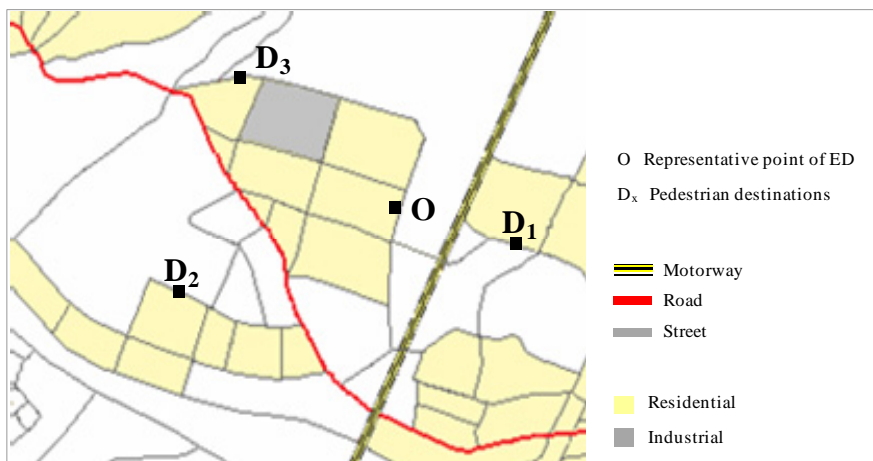 D₃
O
D₁
D₂
O Representative point of ED
Dₓ Pedestrian destinations
Motorway
Road
Street
Residential
Industrial